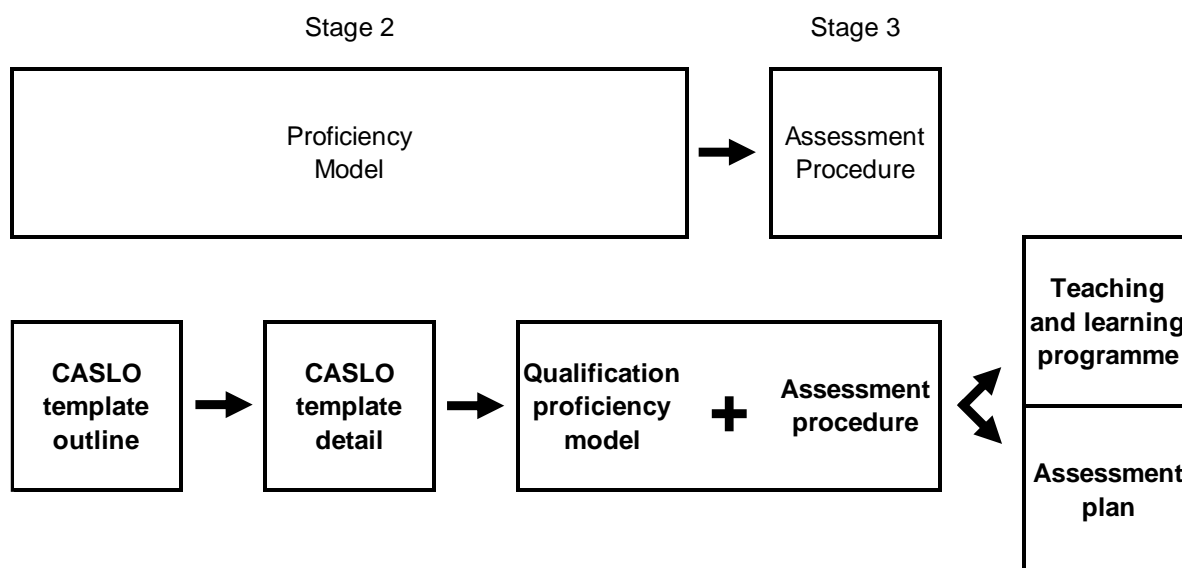 Stage 2
Stage 3
Proficiency
Model
Assessment
Procedure
CASLO
template
outline
CASLO
template
detail
Qualification
proficiency
model
+
Assessment
procedure
Teaching
and learning
programme
Assessment
plan